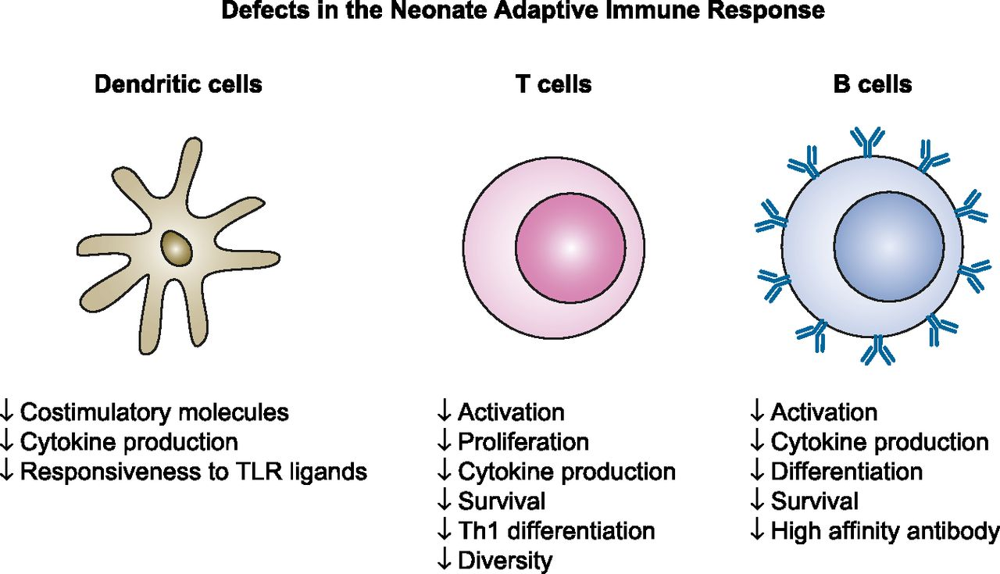 Defects in the Neonate Adaptive Immune Response
Dendritic cells
↓ Costimulatory molecules
↓ Cytokine production
↓ Responsiveness to TLR ligands
T cells
↓ Activation
↓ Proliferation
↓ Cytokine production
↓ Survival
↓ Th1 differentiation
↓ Diversity
B cells
↓ Activation
↓ Cytokine production
↓ Differentiation
↓ Survival
↓ High affinity antibody